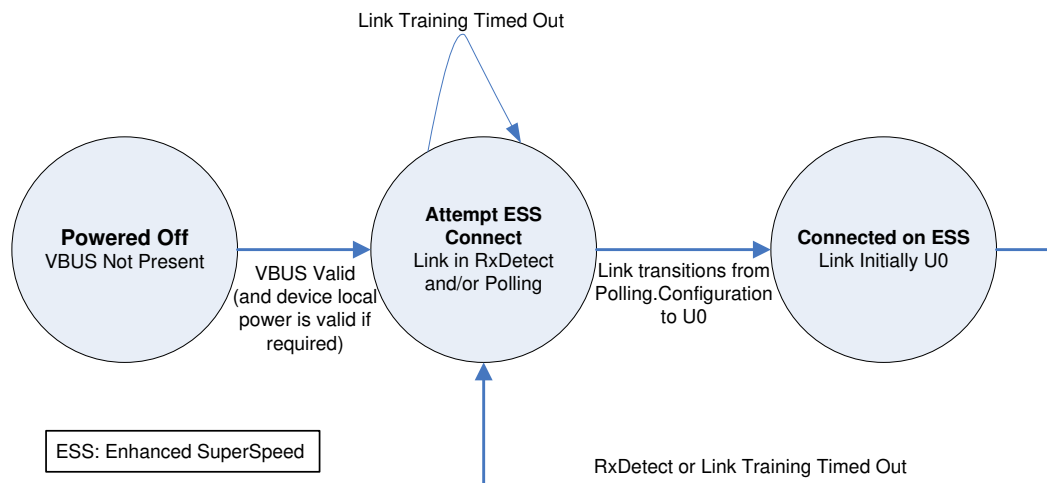 Link Training Timed Out
Powered Off
VBUS Not Present
VBUS Valid
(and device local
power is valid if
required)
Attempt ESS
Connect
Link in RxDetect
and/or Polling
Link transitions from
Polling.Configuration
to U0
Connected on ESS
Link Initially U0
ESS: Enhanced SuperSpeed
RxDetect or Link Training Timed Out